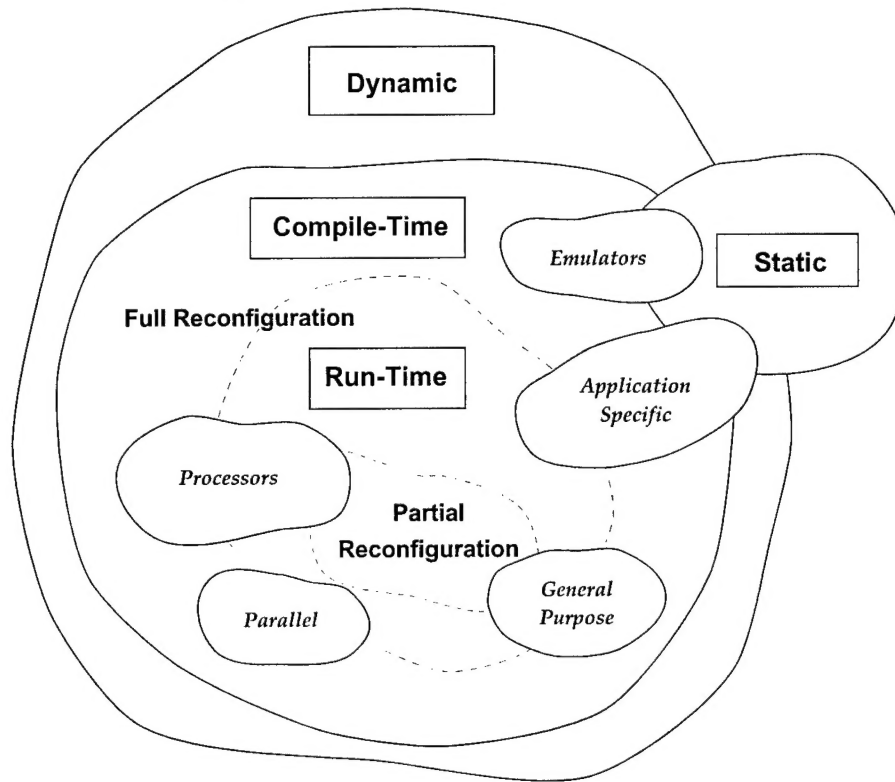 Dynamic
Compile-Time
Emulators
Static
Full Reconfiguration
Run-Time
Application
Specific
Processors
Partial
Reconfiguration
General
Purpose
Parallel